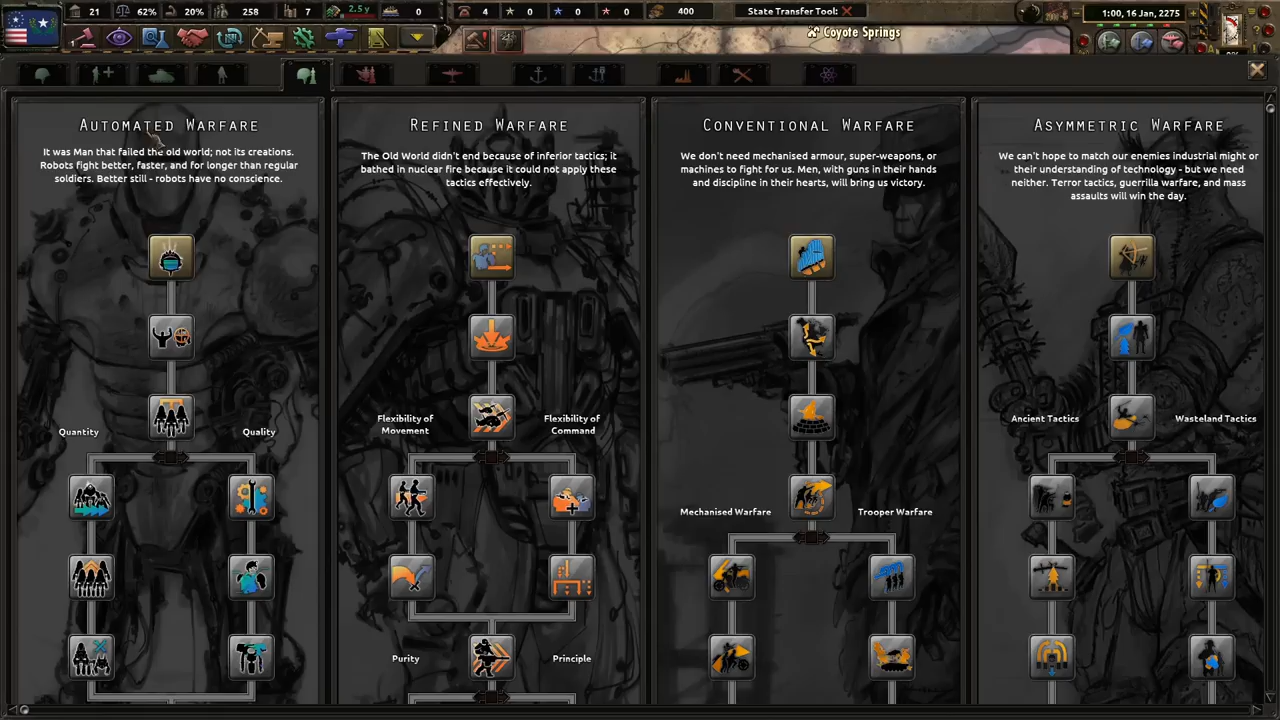 21 62% 20% 258 7 2.5 y 0 4 0 0 0 400 State Transfer Tool: 1:00, 16 Jan, 2275
Coyote Springs
AUTOMATED WARFARE
It was Man that failed the old world; not its creations.
Robots fight better, faster, and for longer than regular
soldiers. Better still - robots have no conscience.
Quantity
Quality
REFINED WARFARE
The Old World didn't end because of inferior tactics; it
bathed in nuclear fire because it could not apply these
tactics effectively.
Flexibility of
Movement
Flexibility of
Command
Purity
Principle
CONVENTIONAL WARFARE
We don't need mechanised armour, super-weapons, or
machines to fight for us. Men, with guns in their hands
and discipline in their hearts, will bring us victory.
Mechanised Warfare
Trooper Warfare
ASYMMETRIC WARFARE
We can't hope to match our enemies industrial might or
their understanding of technology - but we need
neither. Terror tactics, guerrilla warfare, and mass
assaults will win the day.
Ancient Tactics
Wasteland Tactics